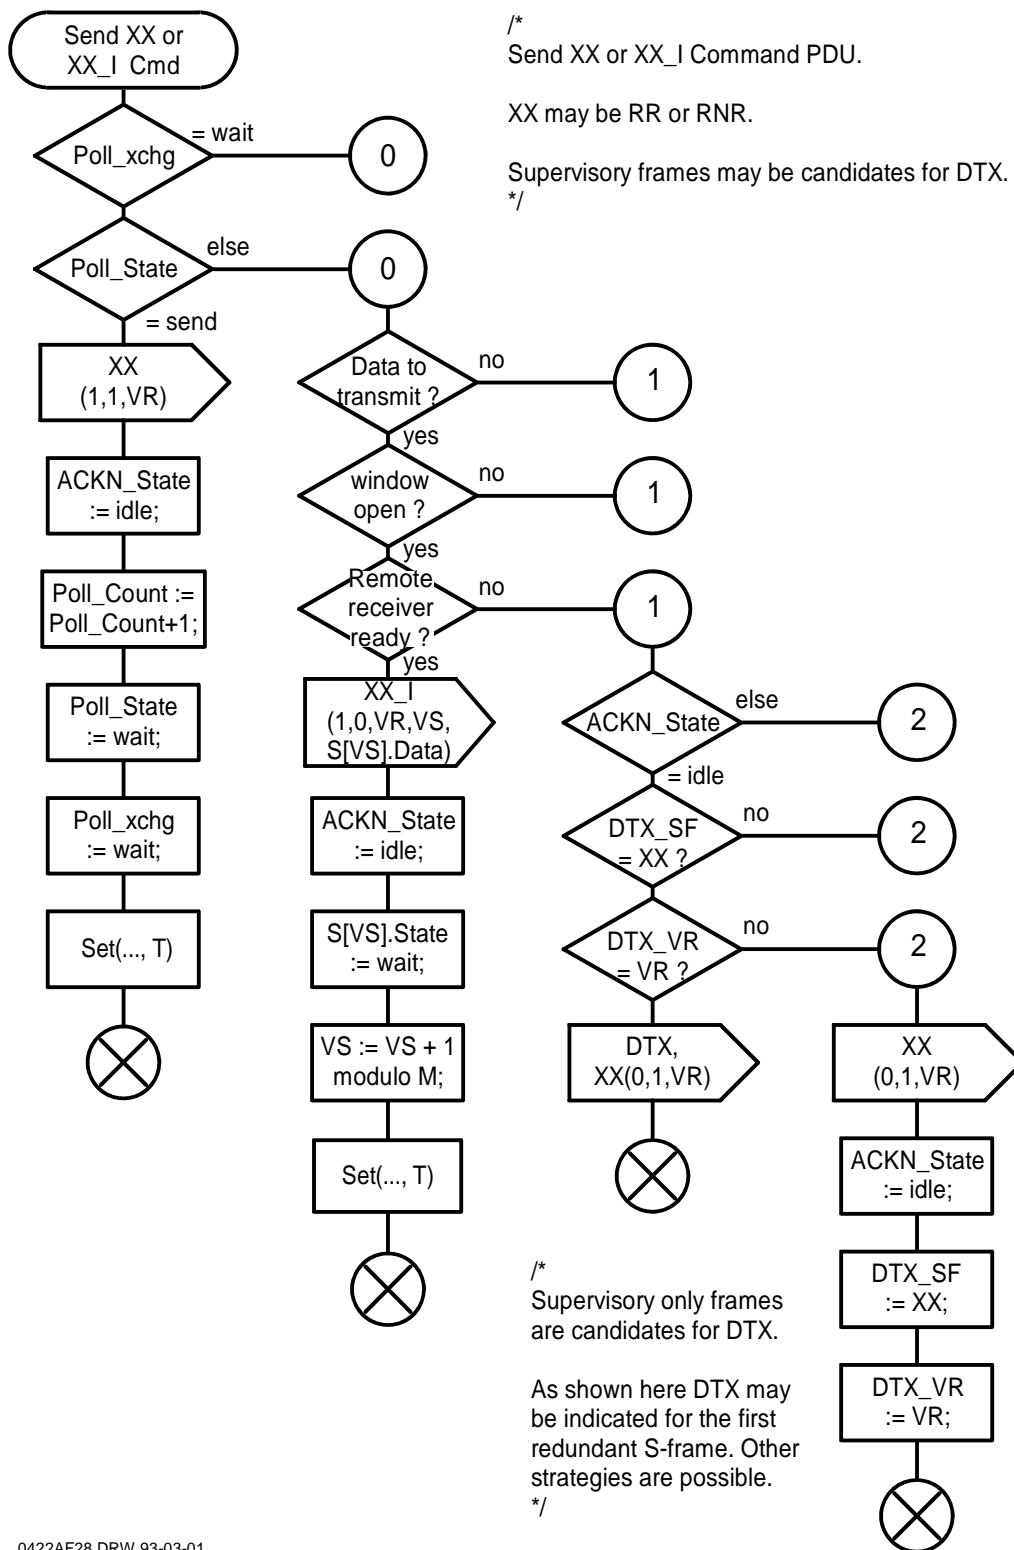 Send XX or
XX_I Cmd
/*
Send XX or XX_I Command PDU.
XX may be RR or RNR.
Supervisory frames may be candidates for DTX.
*/
Poll_xchg
= wait
0
Poll_State
else
0
= send
XX
(1,1,VR)
ACKN_State
:= idle;
Poll_Count :=
Poll_Count+1;
Poll_State
:= wait;
Poll_xchg
:= wait;
Set(..., T)
Data to
transmit ?
no
1
yes
window
open ?
no
1
yes
Remote
receiver
ready ?
no
1
yes
XX_I
(1,0,VR,VS,
S[VS].Data)
ACKN_State
:= idle;
S[VS].State
:= wait;
VS := VS + 1
modulo M;
Set(..., T)
ACKN_State
else
2
= idle
DTX_SF
= XX ?
no
2
DTX_VR
= VR ?
no
2
DTX,
XX(0,1,VR)
XX
(0,1,VR)
ACKN_State
:= idle;
DTX_SF
:= XX;
DTX_VR
:= VR;
/*
Supervisory only frames
are candidates for DTX.
As shown here DTX may
be indicated for the first
redundant S-frame. Other
strategies are possible.
*/
0422AF28.DRW 93-03-01